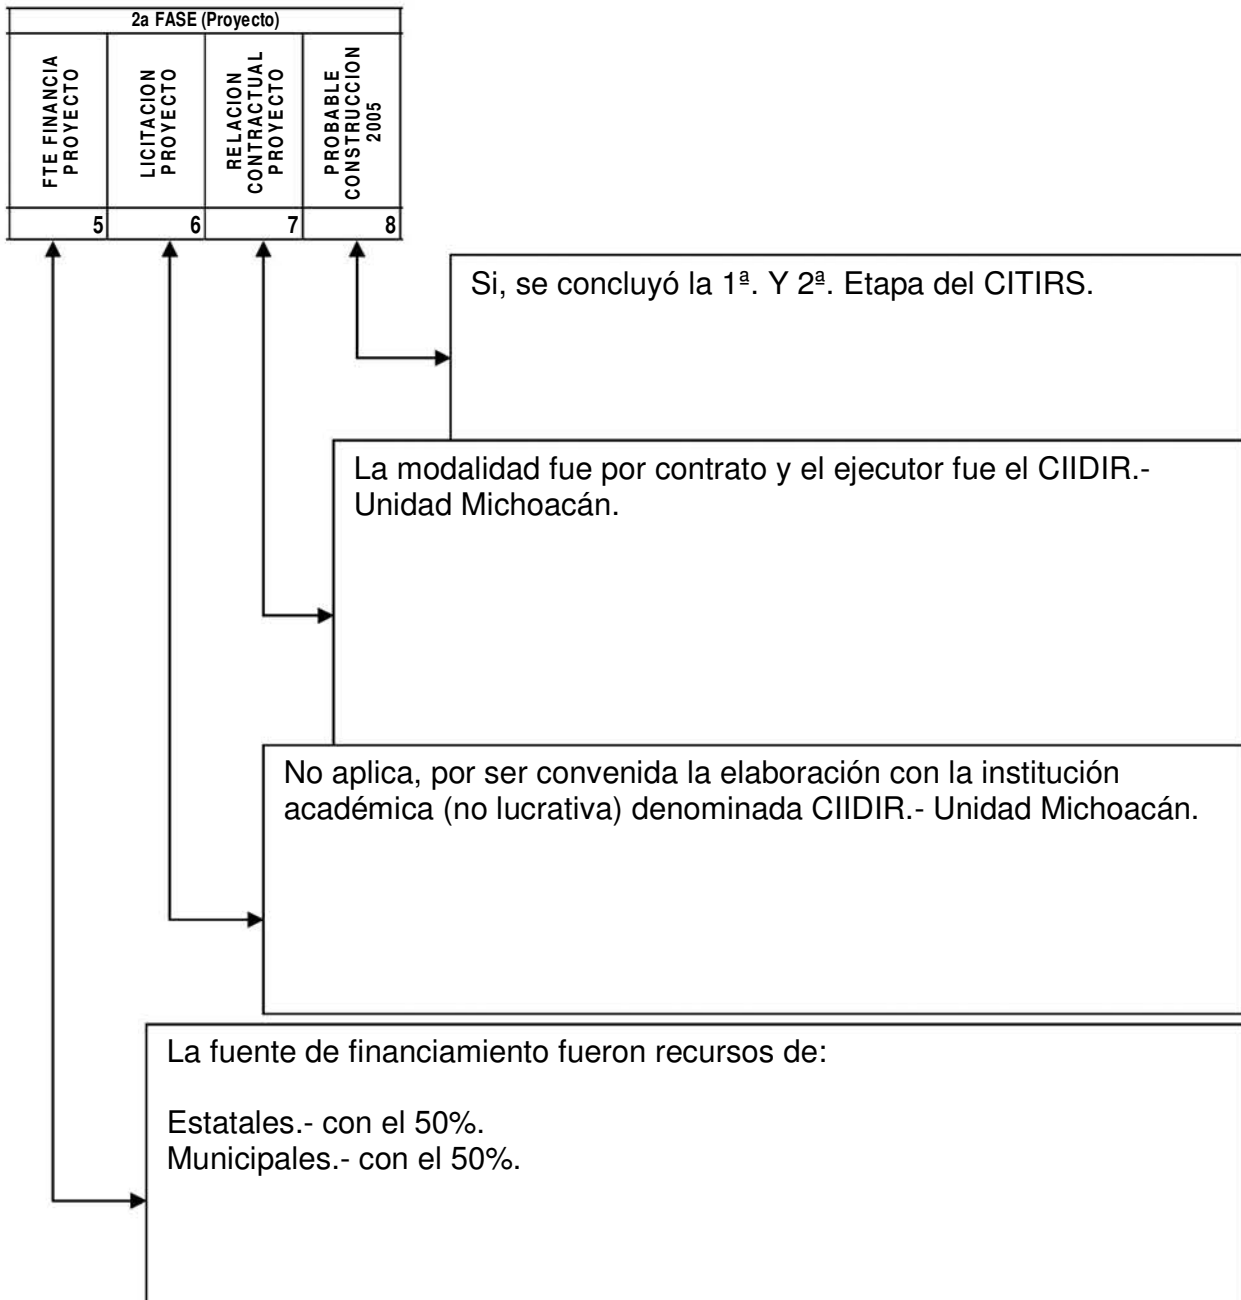 2a FASE (Proyecto)
FTE FINANCIA
PROYECTO
LICITACION
PROYECTO
RELACION
CONTRACTUAL
PROYECTO
PROBABLE
CONSTRUCCION
2005
5 6 7 8
Si, se concluyó la 1ª. Y 2ª. Etapa del CITIRS.
La modalidad fue por contrato y el ejecutor fue el CIIDIR.-
Unidad Michoacán.
No aplica, por ser convenida la elaboración con la institución
académica (no lucrativa) denominada CIIDIR.- Unidad Michoacán.
La fuente de financiamiento fueron recursos de:
Estatales.- con el 50%.
Municipales.- con el 50%.